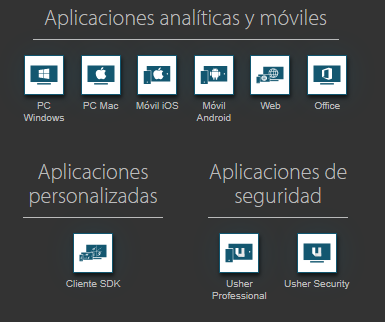 Aplicaciones analíticas y móviles
PC Windows
PC Mac
Móvil iOS
Móvil Android
Web
Office
Aplicaciones
personalizadas
Cliente SDK
Aplicaciones de
seguridad
Usher Professional
Usher Security